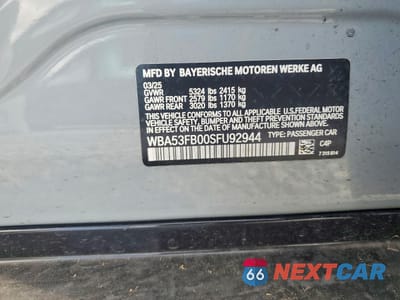 MFD BY BAYERISCHE MOTOREN WERKE AG
03/25
GVWR 5324 lbs 2415 kg
GAWR FRONT 2579 lbs 1170 kg
GAWR REAR 3020 lbs 1370 kg
THIS VEHICLE CONFORMS TO ALL APPLICABLE U.S. FEDERAL MOTOR
VEHICLE SAFETY, BUMPER, AND THEFT PREVENTION STANDARDS
IN EFFECT ON THE DATE OF MANUFACTURE SHOWN ABOVE.
WBA53FB00SFU92944 TYPE: PASSENGER CAR
C4P
66 NEXTCAR